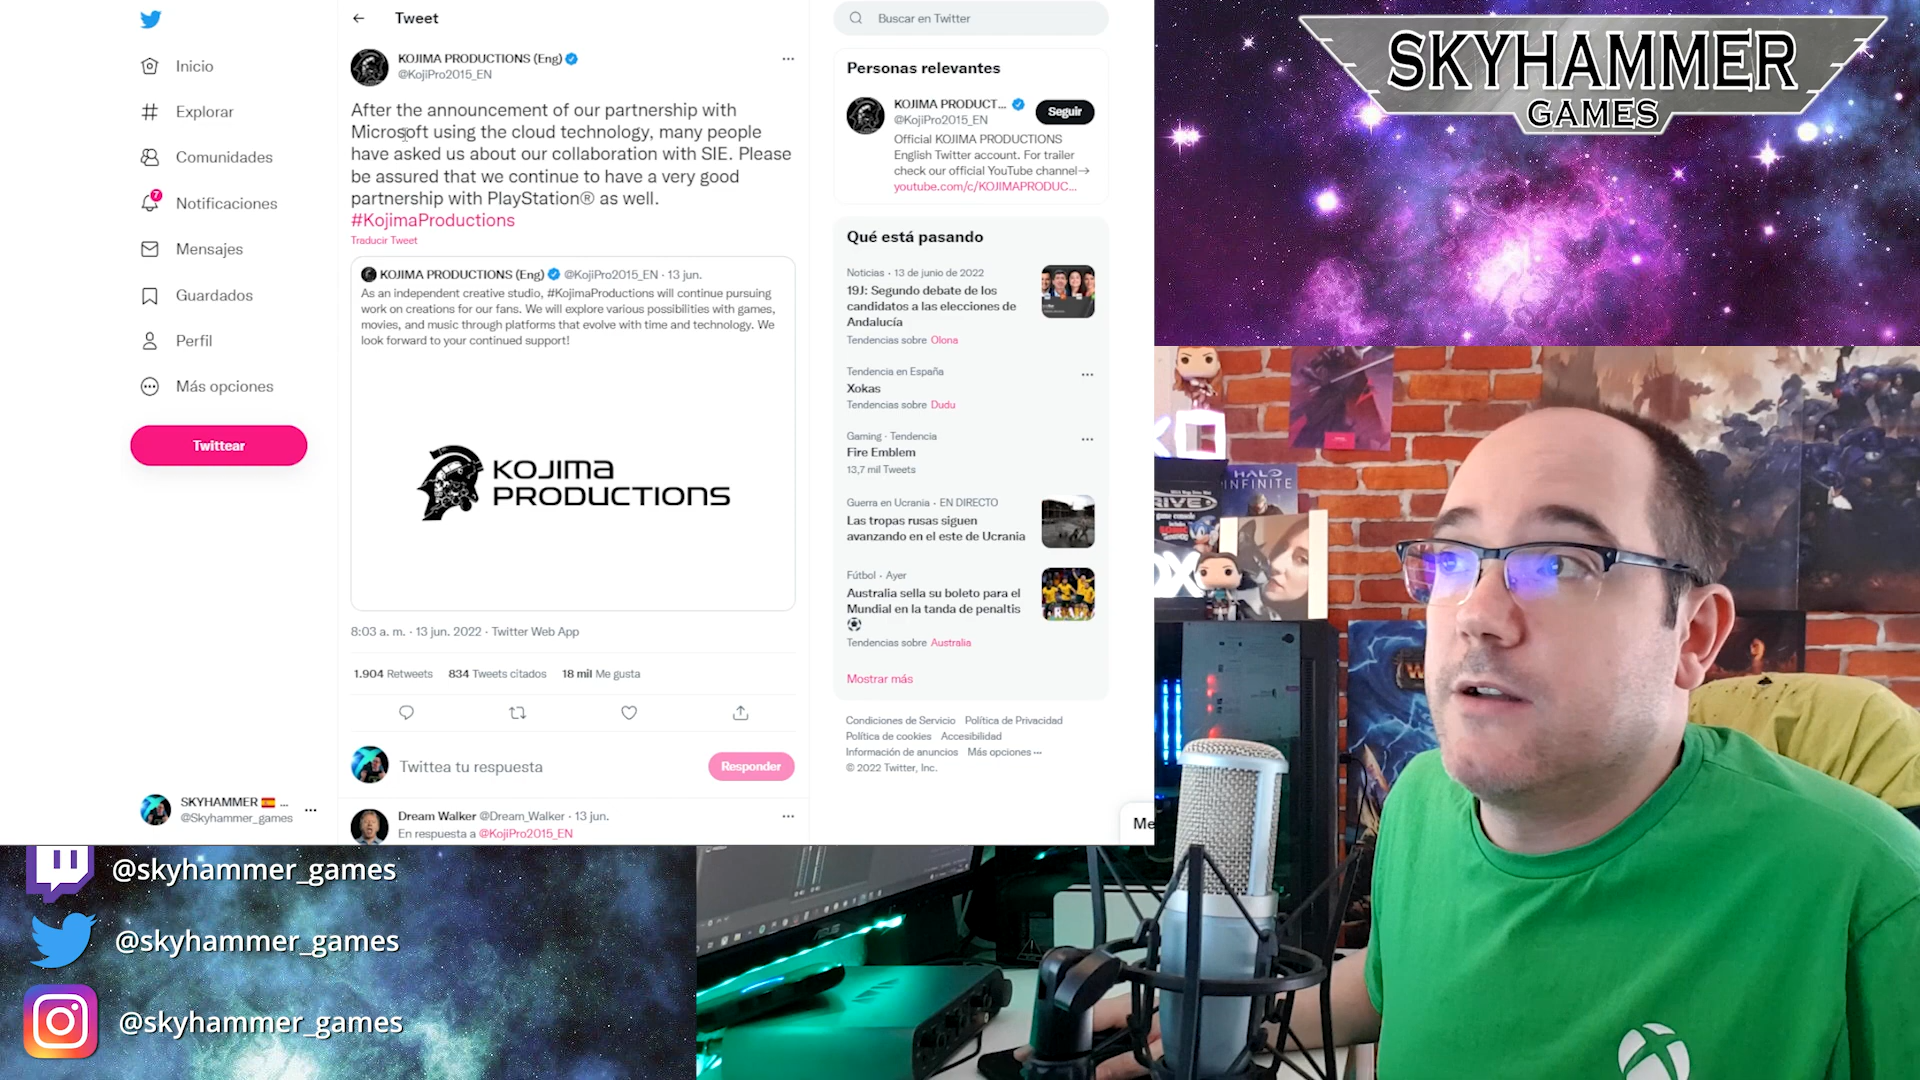 Inicio
Explorar
Comunidades
7
Notificaciones
Mensajes
Guardados
Perfil
Más opciones
Twittear
SKYHAMMER 🇪🇸 ...
@Skyhammer_games
Tweet
KOJIMA PRODUCTIONS (Eng)
@KojiPro2015_EN
After the announcement of our partnership with
Microsoft using the cloud technology, many people
have asked us about our collaboration with SIE. Please
be assured that we continue to have a very good
partnership with PlayStation® as well.
#KojimaProductions
Traducir Tweet
KOJIMA PRODUCTIONS (Eng) @KojiPro2015_EN · 13 jun.
As an independent creative studio, #KojimaProductions will continue pursuing
work on creations for our fans. We will explore various possibilities with games,
movies, and music through platforms that evolve with time and technology. We
look forward to your continued support!
KOJIMA
PRODUCTIONS
8:03 a. m. · 13 jun. 2022 · Twitter Web App
1.904 Retweets 834 Tweets citados 18 mil Me gusta
Twittea tu respuesta
Responder
Dream Walker @Dream_Walker · 13 jun.
En respuesta a @KojiPro2015_EN
Buscar en Twitter
Personas relevantes
KOJIMA PRODUCT...
@KojiPro2015_EN
Seguir
Official KOJIMA PRODUCTIONS
English Twitter account. For trailer
check our official YouTube channel→
youtube.com/c/KOJIMAPRODUC...
Qué está pasando
Noticias · 13 de junio de 2022
19J: Segundo debate de los
candidatos a las elecciones de
Andalucía
Tendencias sobre Olona
Tendencia en España
Xokas
Tendencias sobre Dudu
Gaming · Tendencia
Fire Emblem
13,7 mil Tweets
Guerra en Ucrania · EN DIRECTO
Las tropas rusas siguen
avanzando en el este de Ucrania
Fútbol · Ayer
Australia sella su boleto para el
Mundial en la tanda de penaltis
⚽
Tendencias sobre Australia
Mostrar más
Condiciones de Servicio Política de Privacidad
Política de cookies Accesibilidad
Información de anuncios Más opciones ···
© 2022 Twitter, Inc.
Me
SKYHAMMER
GAMES
HALO
INFINITE
@skyhammer_games
@skyhammer_games
@skyhammer_games